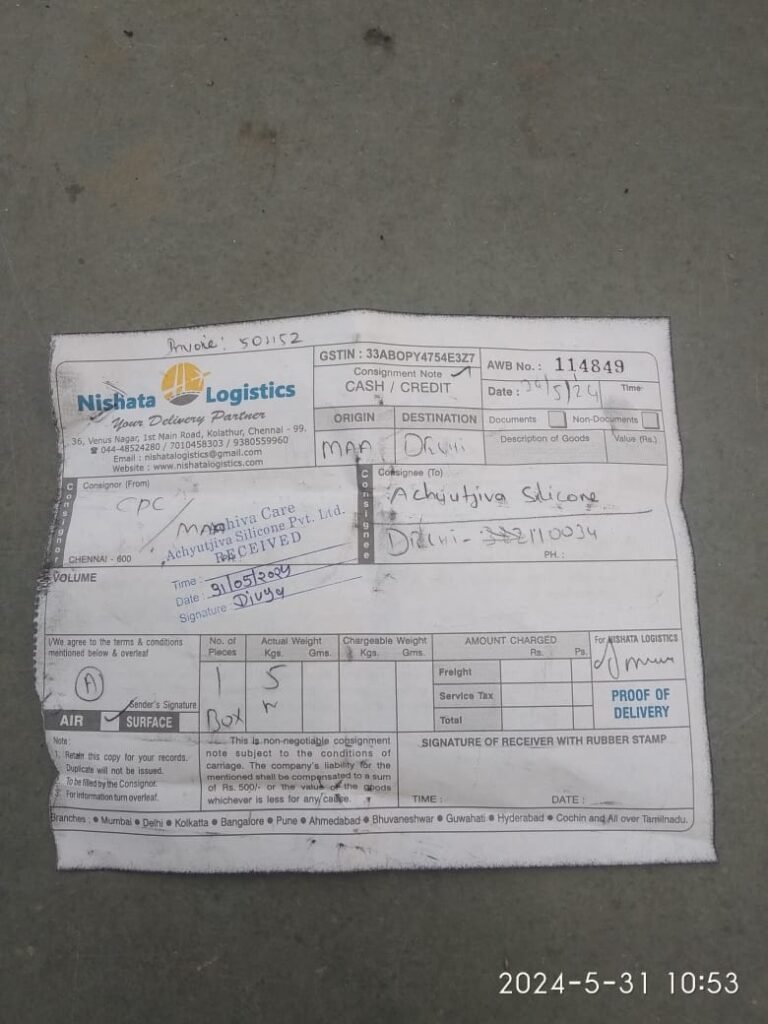 Invoice: 501152
Nishata Logistics
Your Delivery Partner
36, Venus Nagar, 1st Main Road, Kolathur, Chennai - 99.
☎ 044-48524280 / 7010458303 / 9380559960
Email : nishatalogistics@gmail.com
Website : www.nishatalogistics.com
GSTIN : 33ABOPY4754E3Z7
Consignment Note
CASH / CREDIT
AWB No.: 114849
Date : 30/5/24 Time:
ORIGIN DESTINATION
MAA Delhi
Documents Non-Documents
Description of Goods Value (Rs.)
Consignor
Consignor (From)
CPC/
MAA
CHENNAI - 600
Consignee
Consignee (To)
Achyutjiva Silicone
Delhi - 110034
PH. :
Care
Achyutjiva Silicone Pvt. Ltd.
RECEIVED
Time :
Date : 31/05/2024
Signature Divya
VOLUME
I/We agree to the terms & conditions
mentioned below & overleaf
A
Sender's Signature
AIR SURFACE
No. of Pieces
1
Box
Actual Weight
Kgs. Gms.
5
Chargeable Weight
Kgs. Gms.
AMOUNT CHARGED
Rs. Ps.
Freight
Service Tax
Total
For NISHATA LOGISTICS
PROOF OF
DELIVERY
Note :
1. Retain this copy for your records.
Duplicate will not be issued.
To be filled by the Consignor.
3. For information turn overleaf.
This is non-negotiable consignment
note subject to the conditions of
carriage. The company's liability for the
mentioned shall be compensated to a sum
of Rs. 500/- or the value of the goods
whichever is less for any cause.
SIGNATURE OF RECEIVER WITH RUBBER STAMP
TIME : DATE :
Branches : ● Mumbai ● Delhi ● Kolkatta ● Bangalore ● Pune ● Ahmedabad ● Bhuvaneshwar ● Guwahati ● Hyderabad ● Cochin and All over Tamilnadu.
2024-5-31 10:53